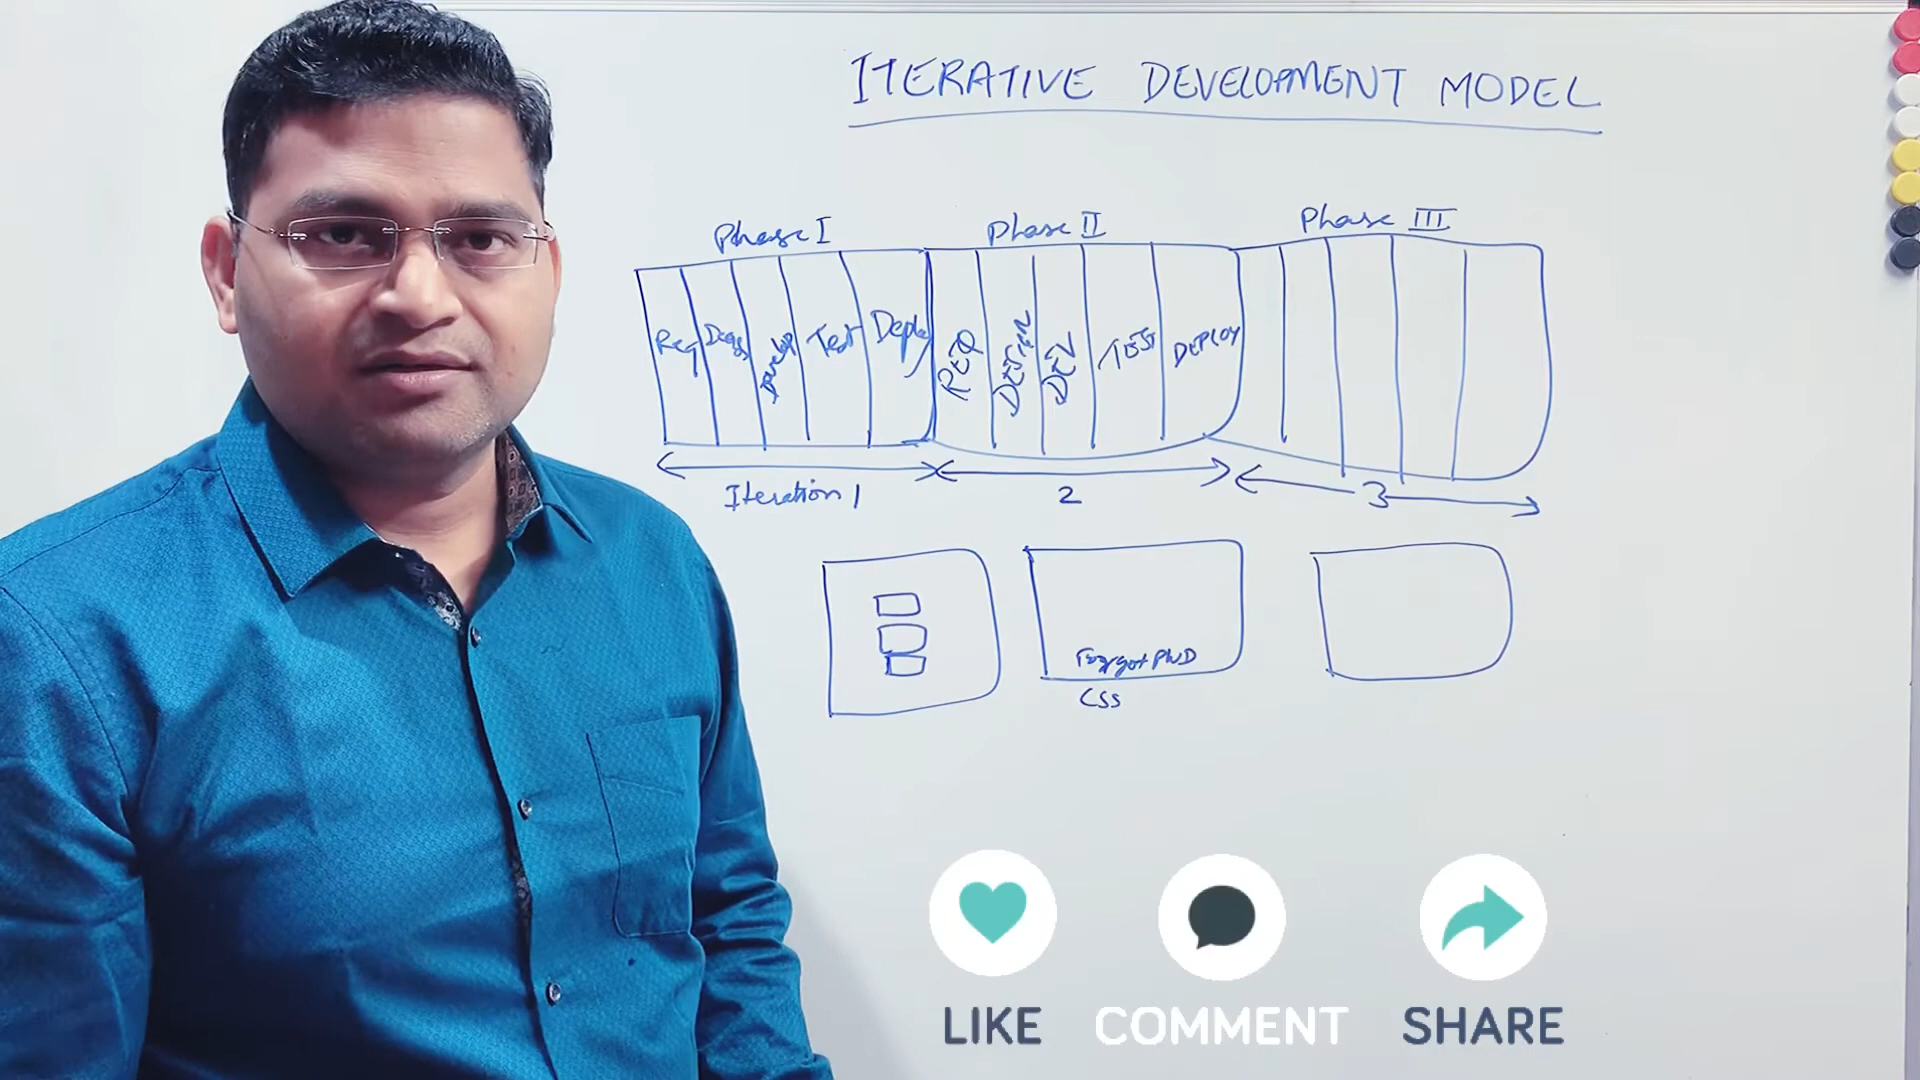 ITERATIVE DEVELOPMENT MODEL
Phase I Phase II Phase III
Req Develop Test Deploy REQ DESIGN DEV TEST DEPLOY
Iteration 1 2 3
Forgot PWD
CSS
LIKE COMMENT SHARE